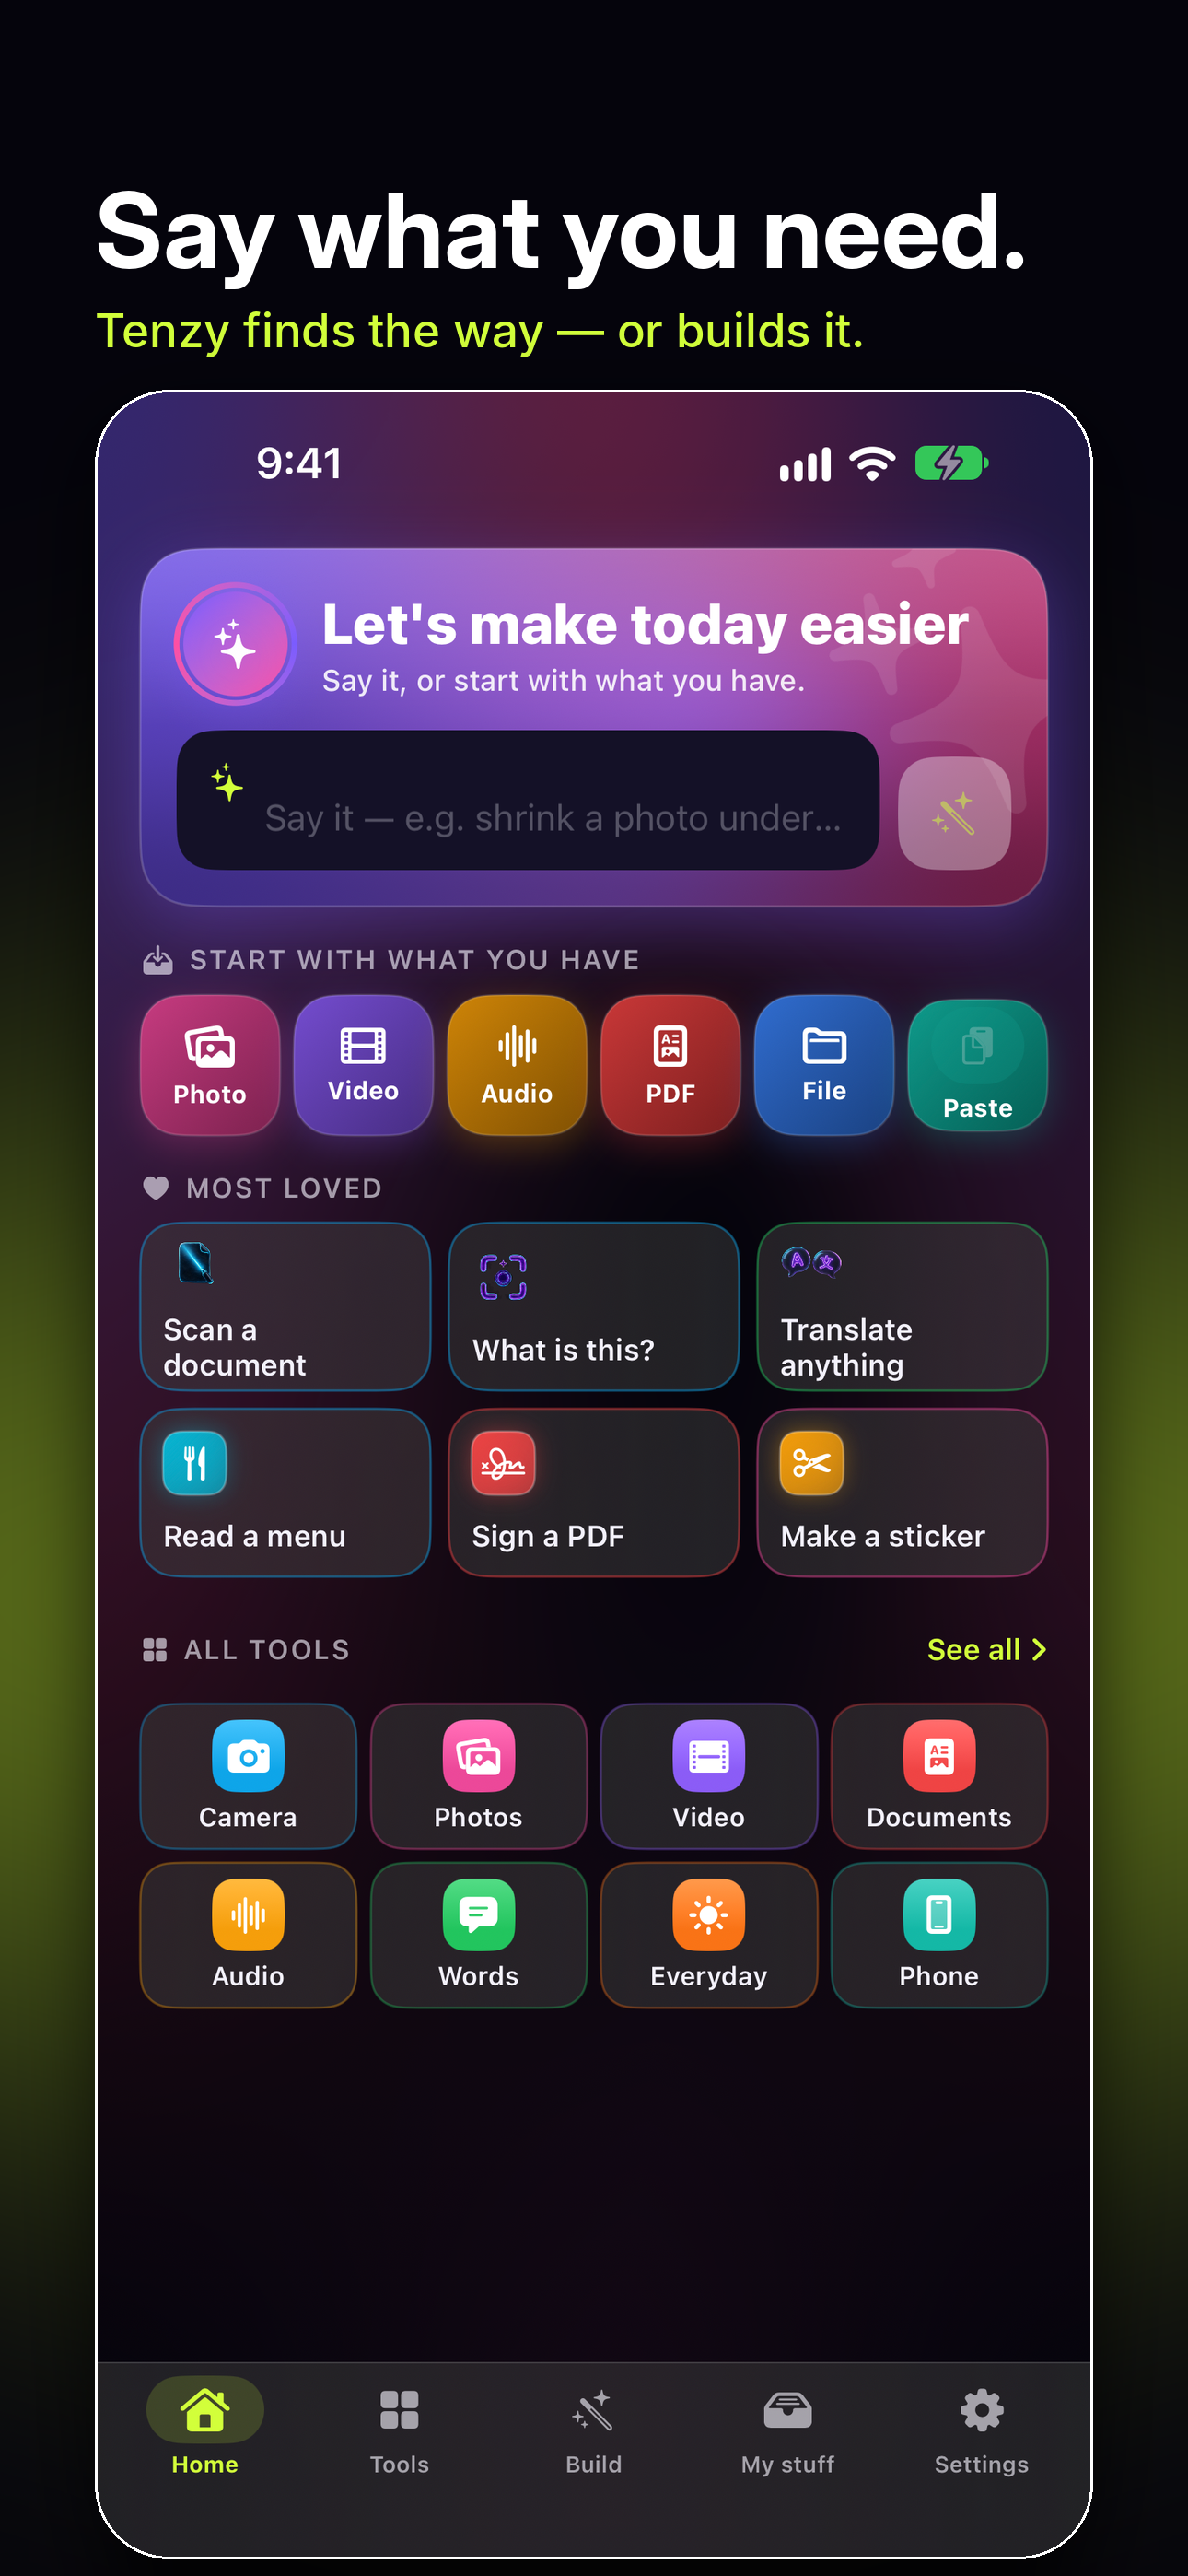 Say what you need.
Tenzy finds the way — or builds it.
9:41
Let's make today easier
Say it, or start with what you have.
Say it — e.g. shrink a photo under...
START WITH WHAT YOU HAVE
Photo
Video
Audio
PDF
File
Paste
MOST LOVED
Scan a
document
What is this?
Translate
anything
Read a menu
Sign a PDF
Make a sticker
ALL TOOLS
See all
Camera
Photos
Video
Documents
Audio
Words
Everyday
Phone
Home
Tools
Build
My stuff
Settings